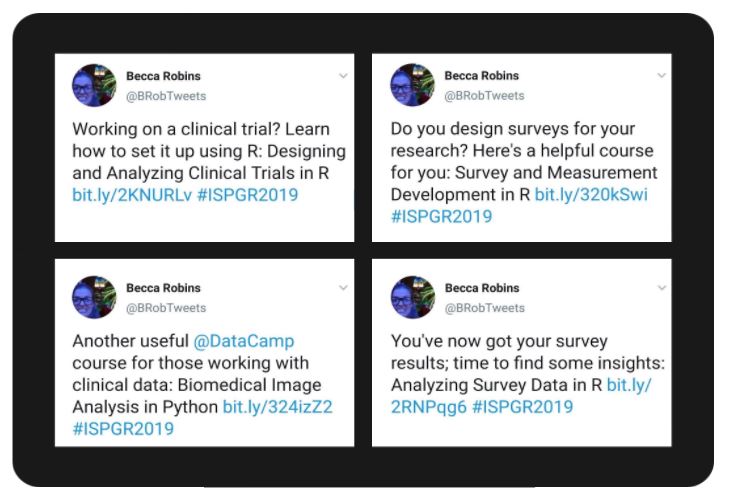 Becca Robins
@BRobTweets
Working on a clinical trial? Learn
how to set it up using R: Designing
and Analyzing Clinical Trials in R
bit.ly/2KNURLv #ISPGR2019
Becca Robins
@BRobTweets
Do you design surveys for your
research? Here's a helpful course
for you: Survey and Measurement
Development in R bit.ly/320kSwi
#ISPGR2019
Becca Robins
@BRobTweets
Another useful @DataCamp
course for those working with
clinical data: Biomedical Image
Analysis in Python bit.ly/324izZ2
#ISPGR2019
Becca Robins
@BRobTweets
You've now got your survey
results; time to find some insights:
Analyzing Survey Data in R bit.ly/
2RNPqg6 #ISPGR2019